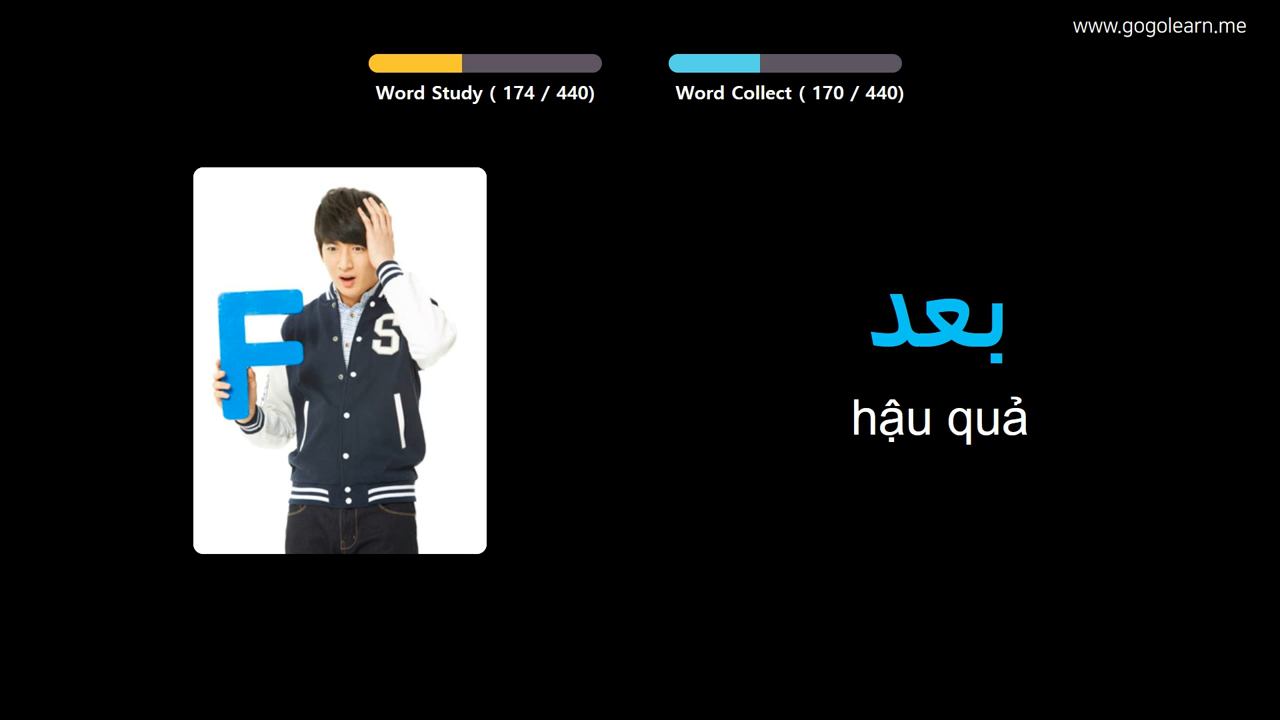 www.gogolearn.me
Word Study ( 174 / 440)
Word Collect ( 170 / 440)
F
S
بعد
hậu quả